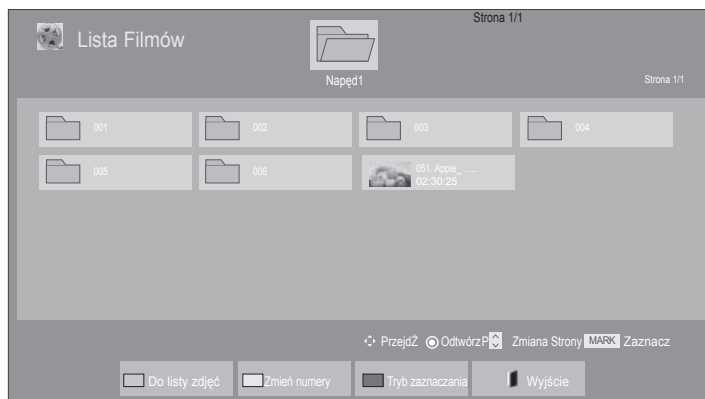 Strona 1/1
Lista Filmów
Napęd1
Strona 1/1
001 002 003 004
005 006 051. Apple_ ......
02:30:25
PrzejdŹ OdtwórzP Zmiana Strony MARK Zaznacz
Do listy zdjęć Zmień numery Tryb zaznaczania Wyjście